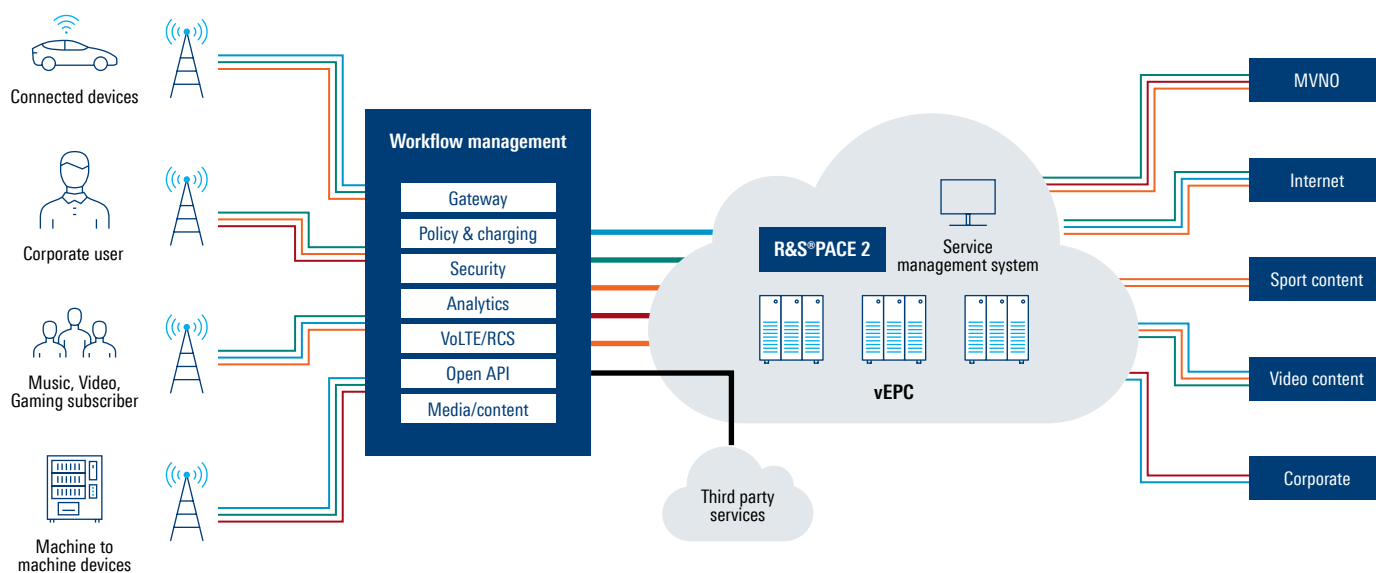 Connected devices
Corporate user
Music, Video,
Gaming subscriber
Machine to
machine devices
Workflow management
Gateway
Policy & charging
Security
Analytics
VoLTE/RCS
Open API
Media/content
R&S®PACE 2
Service
management system
vEPC
Third party
services
MVNO
Internet
Sport content
Video content
Corporate